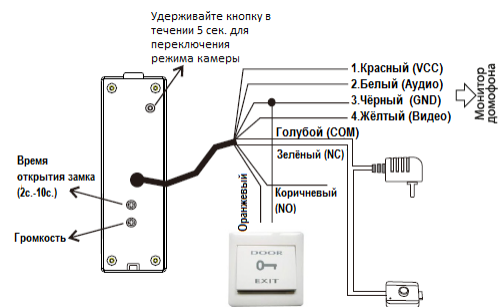 Удерживайте кнопку в
течении 5 сек. для
переключения
режима камеры
1.Красный (VCC)
2.Белый (Аудио)
3.Чёрный (GND)
4.Жёлтый (Видео)
Монитор
домофона
Голубой (COM)
Зелёный (NC)
Коричневый
(NO)
Оранжевый
Время
открытия замка
(2с.-10с.)
Громкость
DOOR
EXIT